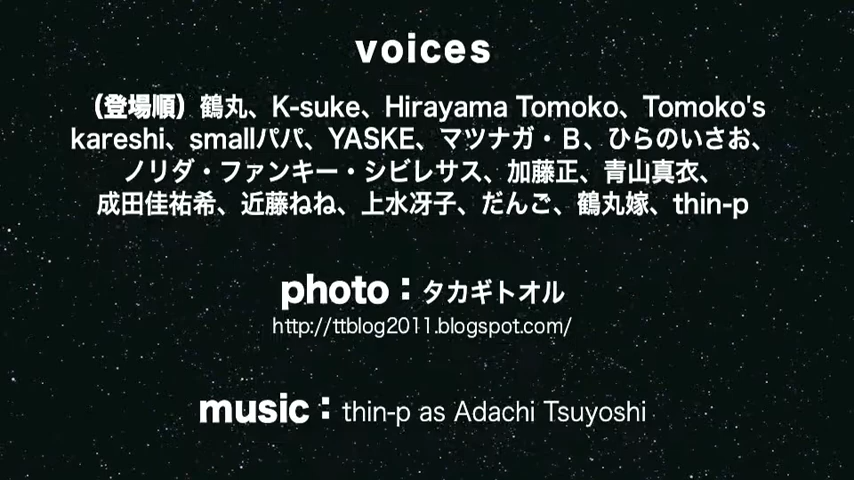 voices
（登場順）鶴丸、K-suke、Hirayama Tomoko、Tomoko's
kareshi、smallパパ、YASKE、マツナガ・B、ひらのいさお、
ノリダ・ファンキー・シビレサス、加藤正、青山真衣、
成田佳祐希、近藤ねね、上水冴子、だんご、鶴丸嫁、thin-p
photo：タカギトオル
http://ttblog2011.blogspot.com/
music：thin-p as Adachi Tsuyoshi